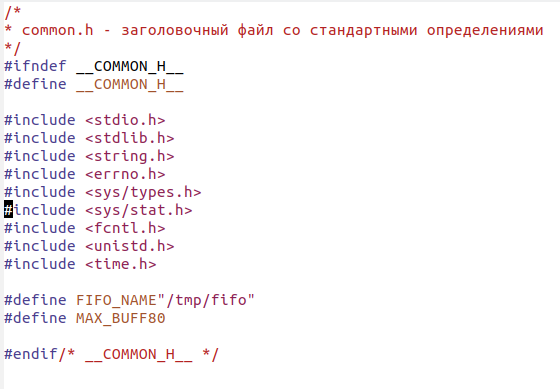 /*
* common.h - заголовочный файл со стандартными определениями
*/
#ifndef __COMMON_H__
#define __COMMON_H__
#include <stdio.h>
#include <stdlib.h>
#include <string.h>
#include <errno.h>
#include <sys/types.h>
#include <sys/stat.h>
#include <fcntl.h>
#include <unistd.h>
#include <time.h>
#define FIFO_NAME"/tmp/fifo"
#define MAX_BUFF80
#endif/* __COMMON_H__ */